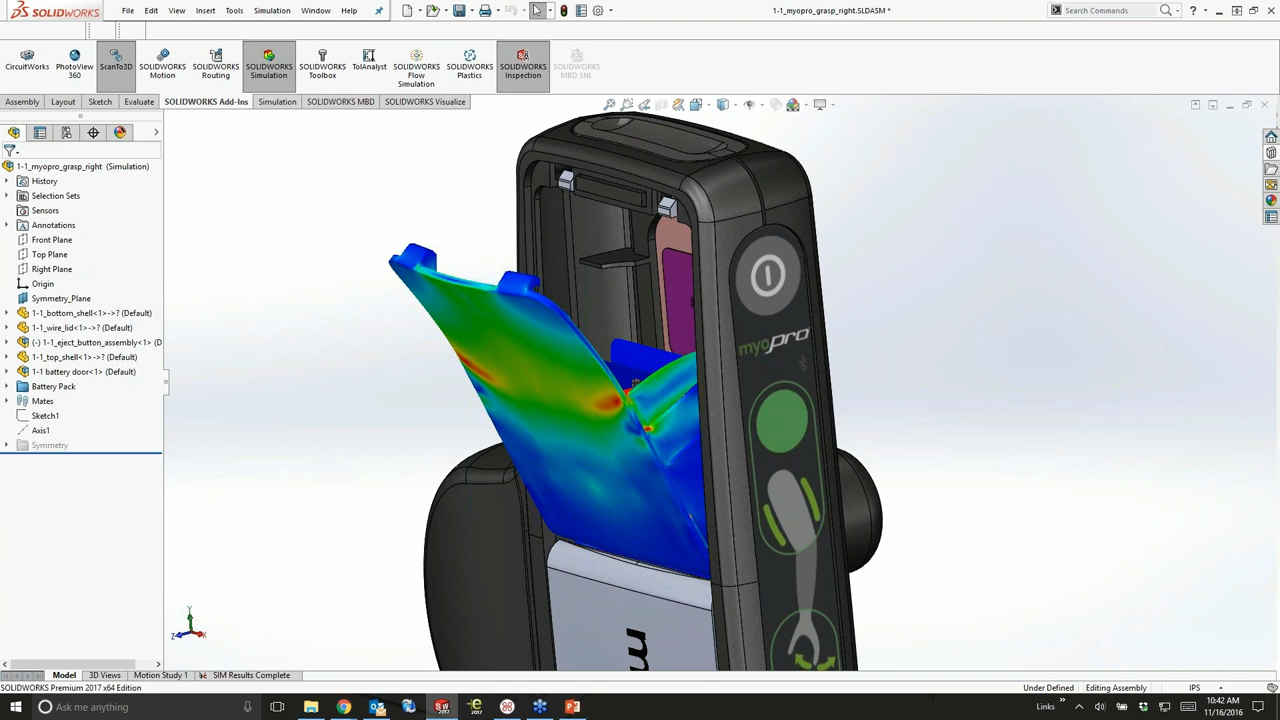 SOLIDWORKS File Edit View Insert Tools Simulation Window Help 1-1_myopro_grasp_right.SLDASM * Search Commands
CircuitWorks PhotoView 360 ScanTo3D SOLIDWORKS Motion SOLIDWORKS Routing SOLIDWORKS Simulation SOLIDWORKS Toolbox TolAnalyst SOLIDWORKS Flow Simulation SOLIDWORKS Plastics SOLIDWORKS Inspection SOLIDWORKS MBD SNL
Assembly Layout Sketch Evaluate SOLIDWORKS Add-Ins Simulation SOLIDWORKS MBD SOLIDWORKS Visualize
1-1_myopro_grasp_right (Simulation)
History
Selection Sets
Sensors
Annotations
Front Plane
Top Plane
Right Plane
Origin
Symmetry_Plane
1-1_bottom_shell<1>->? (Default)
1-1_wire_lid<1>->? (Default)
(-) 1-1_eject_button_assembly<1> (D
1-1_top_shell<1>->? (Default)
1-1 battery door<1> (Default)
Battery Pack
Mates
Sketch1
Axis1
Symmetry
myopro
m
Y
Z X
Model 3D Views Motion Study 1 SIM Results Complete
SOLIDWORKS Premium 2017 x64 Edition Under Defined Editing Assembly IPS
Ask me anything Links 10:42 AM
11/16/2016